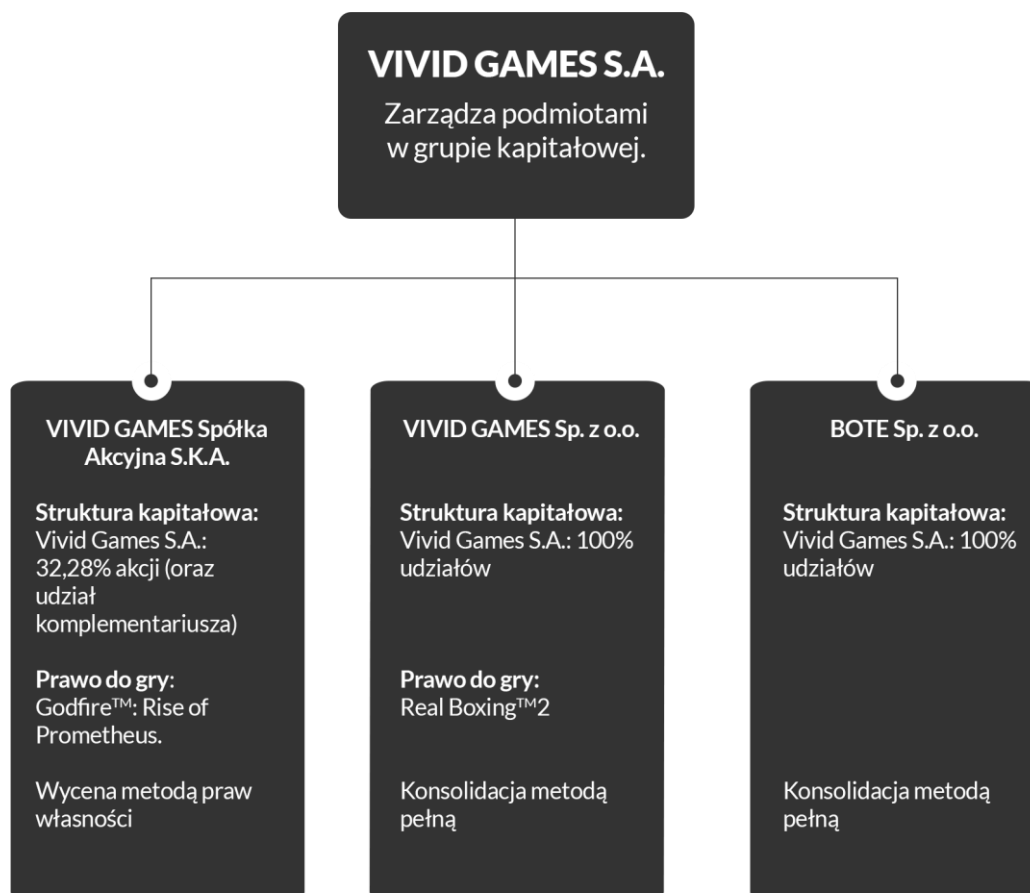 VIVID GAMES S.A.
Zarządza podmiotami
w grupie kapitałowej.
VIVID GAMES Spółka
Akcyjna S.K.A.
Struktura kapitałowa:
Vivid Games S.A.:
32,28% akcji (oraz
udział
komplementariusza)
Prawo do gry:
Godfire™: Rise of
Prometheus.
Wycena metodą praw
własności
VIVID GAMES Sp. z o.o.
Struktura kapitałowa:
Vivid Games S.A.: 100%
udziałów
Prawo do gry:
Real Boxing™2
Konsolidacja metodą
pełną
BOTE Sp. z o.o.
Struktura kapitałowa:
Vivid Games S.A.: 100%
udziałów
Konsolidacja metodą
pełną